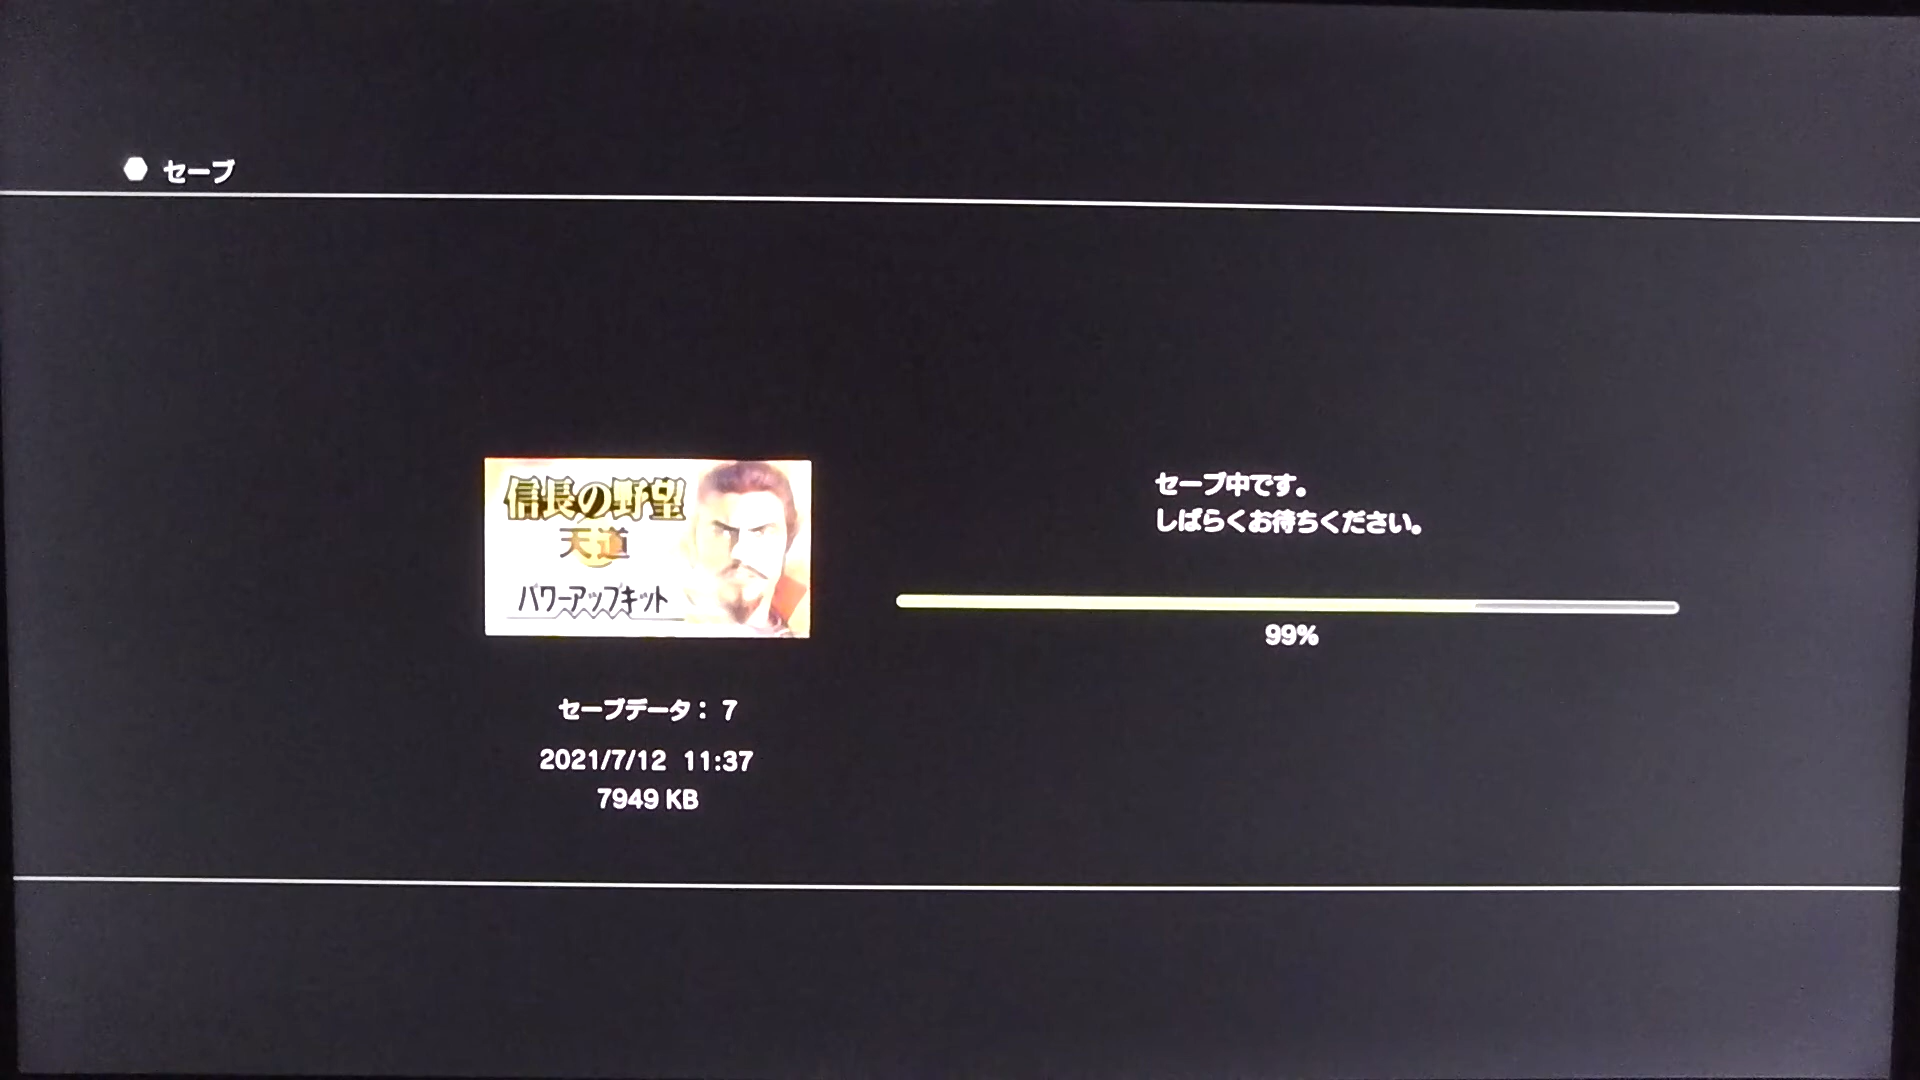 セーブ
信長の野望
天道
パワーアップキット
セーブ中です。
しばらくお待ちください。
99%
セーブデータ： 7
2021/7/12 11:37
7949 KB